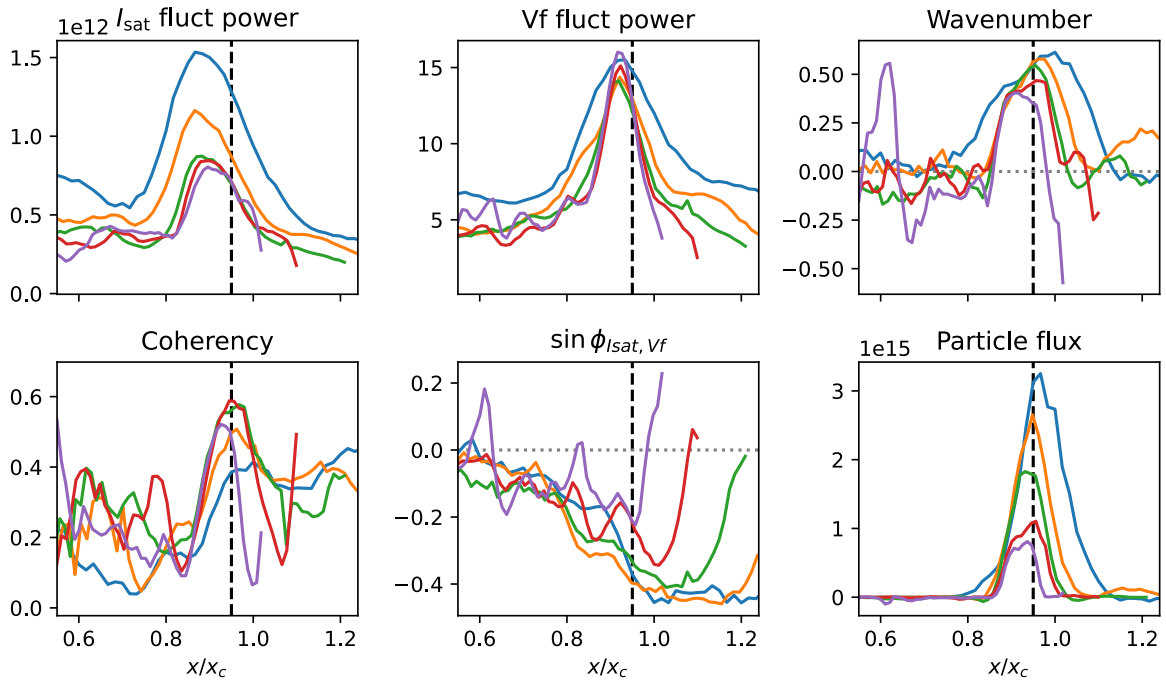 I_sat fluct power
1e12
1.5
1.0
0.5
0.0
Vf fluct power
15
10
5
Wavenumber
0.50
0.25
0.00
−0.25
−0.50
Coherency
0.6
0.4
0.2
0.0
0.6 0.8 1.0 1.2
x/x_c
sin ϕ_Isat, Vf
0.2
0.0
−0.2
−0.4
0.6 0.8 1.0 1.2
x/x_c
Particle flux
1e15
3
2
1
0
0.6 0.8 1.0 1.2
x/x_c